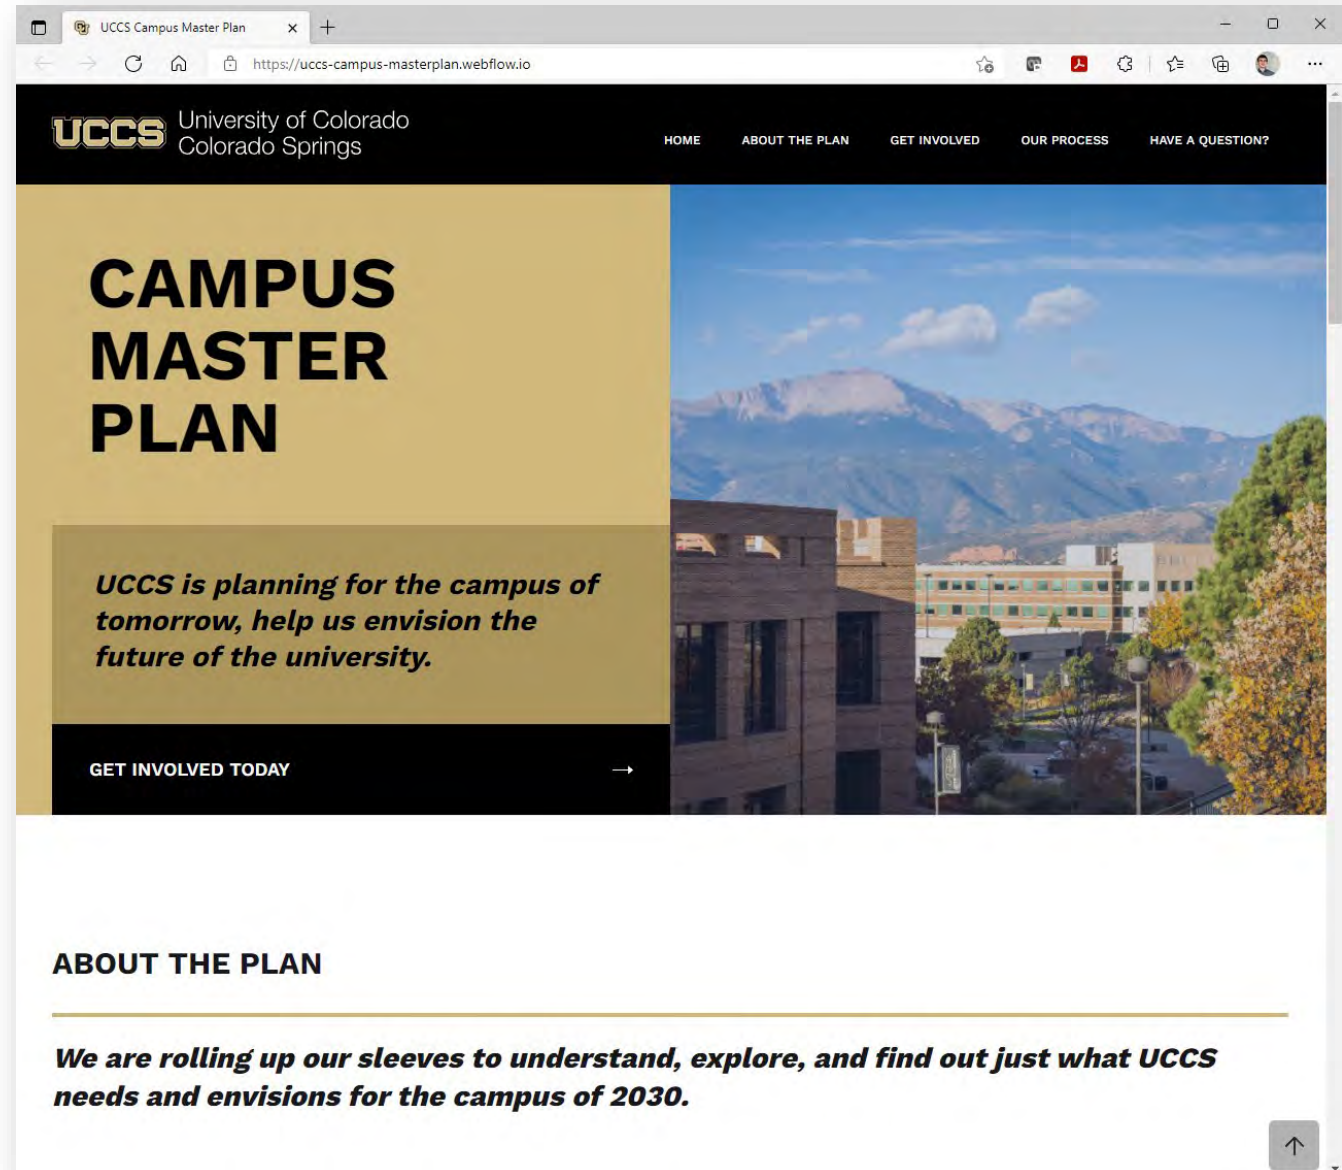 UCCS Campus Master Plan
https://uccs-campus-masterplan.webflow.io
UCCS University of Colorado
Colorado Springs
HOME ABOUT THE PLAN GET INVOLVED OUR PROCESS HAVE A QUESTION?
CAMPUS
MASTER
PLAN
UCCS is planning for the campus of
tomorrow, help us envision the
future of the university.
GET INVOLVED TODAY
ABOUT THE PLAN
We are rolling up our sleeves to understand, explore, and find out just what UCCS
needs and envisions for the campus of 2030.